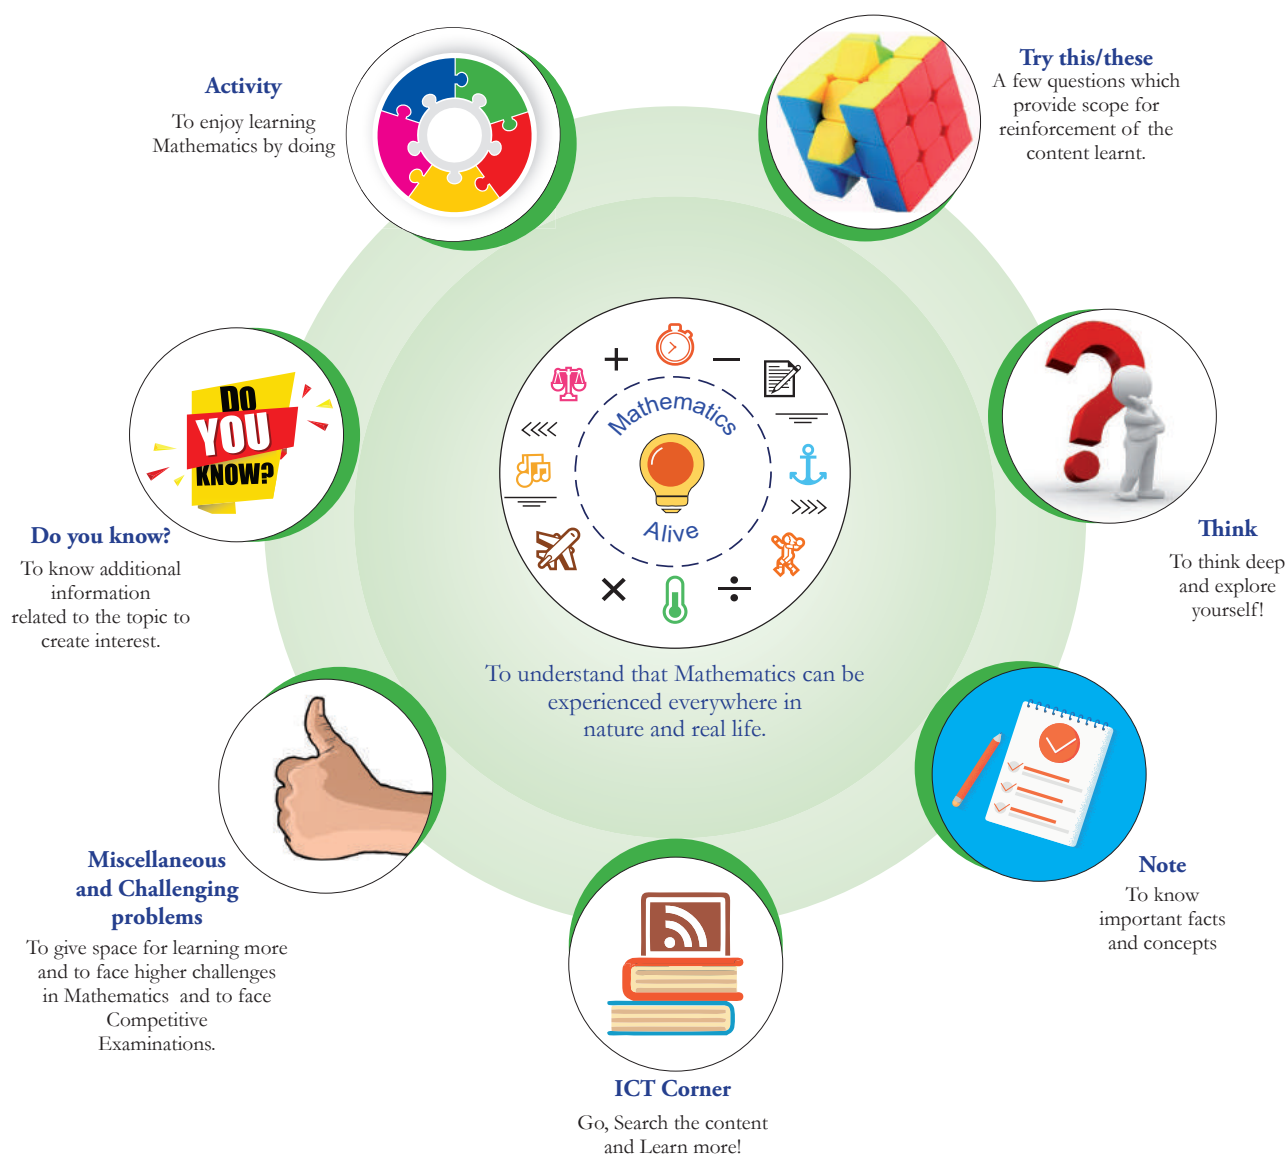 Activity
To enjoy learning
Mathematics by doing
Try this/these
A few questions which
provide scope for
reinforcement of the
content learnt.
DO
YOU
KNOW?
Do you know?
To know additional
information
related to the topic to
create interest.
Mathematics
Alive
To understand that Mathematics can be
experienced everywhere in
nature and real life.
Think
To think deep
and explore
yourself!
Miscellaneous
and Challenging
problems
To give space for learning more
and to face higher challenges
in Mathematics and to face
Competitive
Examinations.
Note
To know
important facts
and concepts
ICT Corner
Go, Search the content
and Learn more!